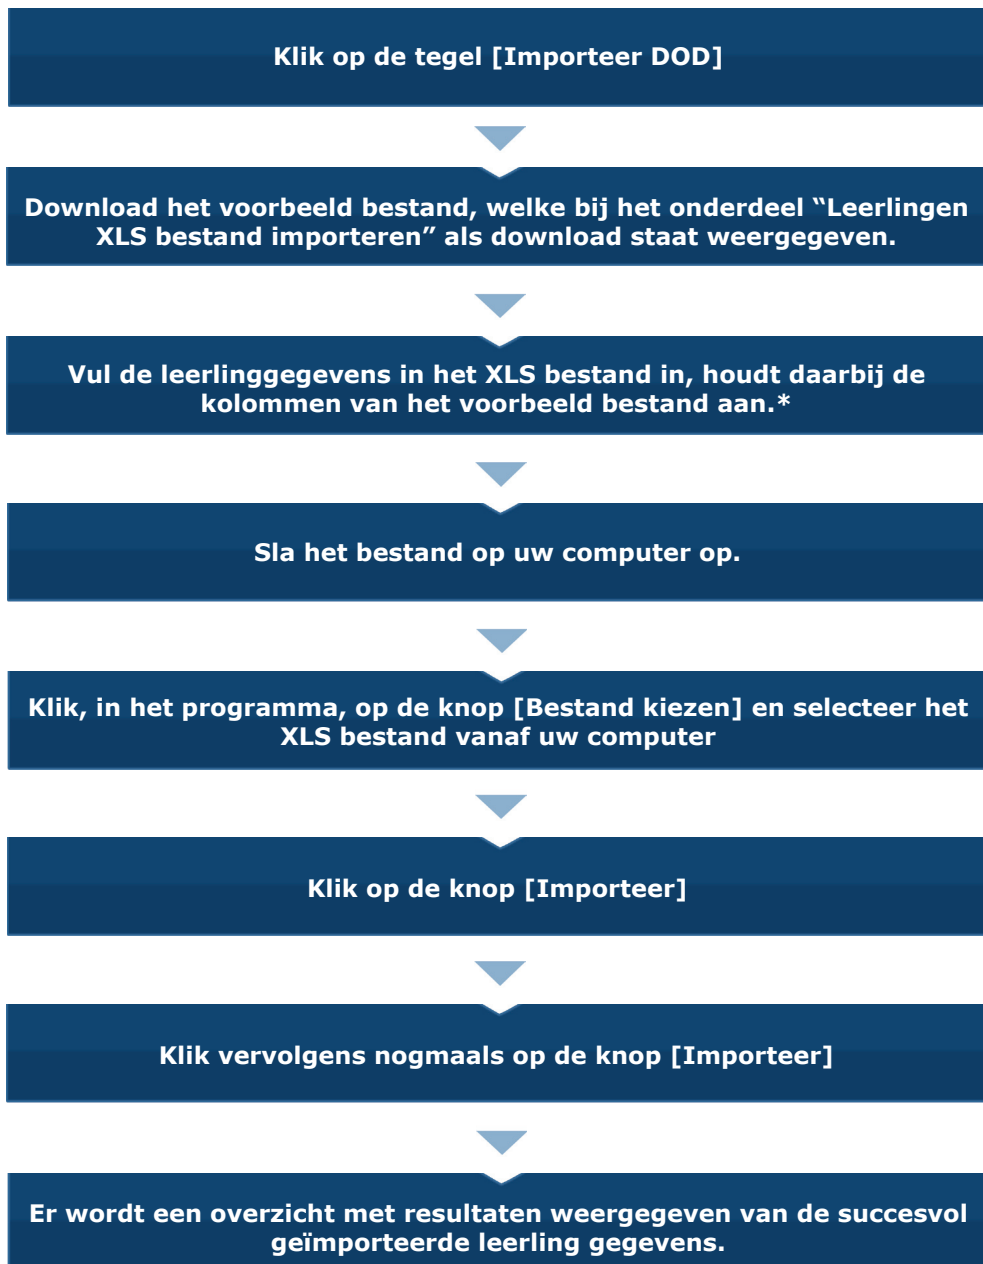 Klik op de tegel [Importeer DOD]
Download het voorbeeld bestand, welke bij het onderdeel “Leerlingen
XLS bestand importeren” als download staat weergegeven.
Vul de leerlinggegevens in het XLS bestand in, houdt daarbij de
kolommen van het voorbeeld bestand aan.*
Sla het bestand op uw computer op.
Klik, in het programma, op de knop [Bestand kiezen] en selecteer het
XLS bestand vanaf uw computer
Klik op de knop [Importeer]
Klik vervolgens nogmaals op de knop [Importeer]
Er wordt een overzicht met resultaten weergegeven van de succesvol
geïmporteerde leerling gegevens.